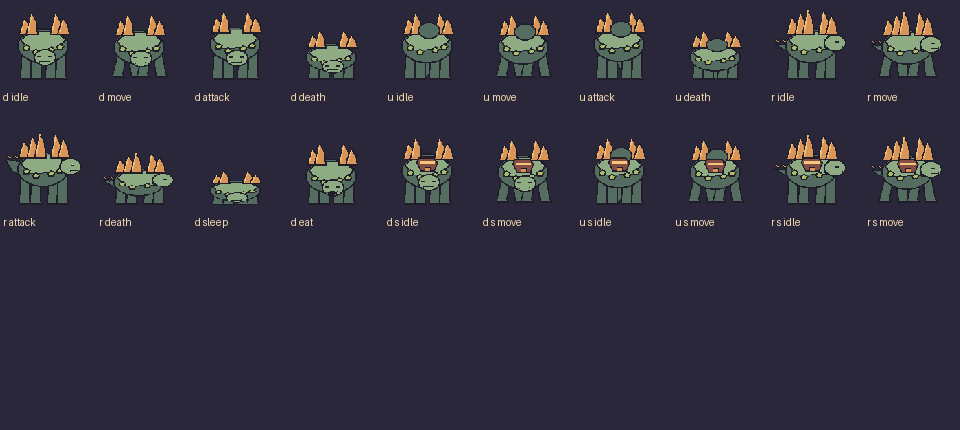 d idle
d move
d attack
d death
u idle
u move
u attack
u death
r idle
r move
r attack
r death
d sleep
d eat
d s idle
d s move
u s idle
u s move
r s idle
r s move